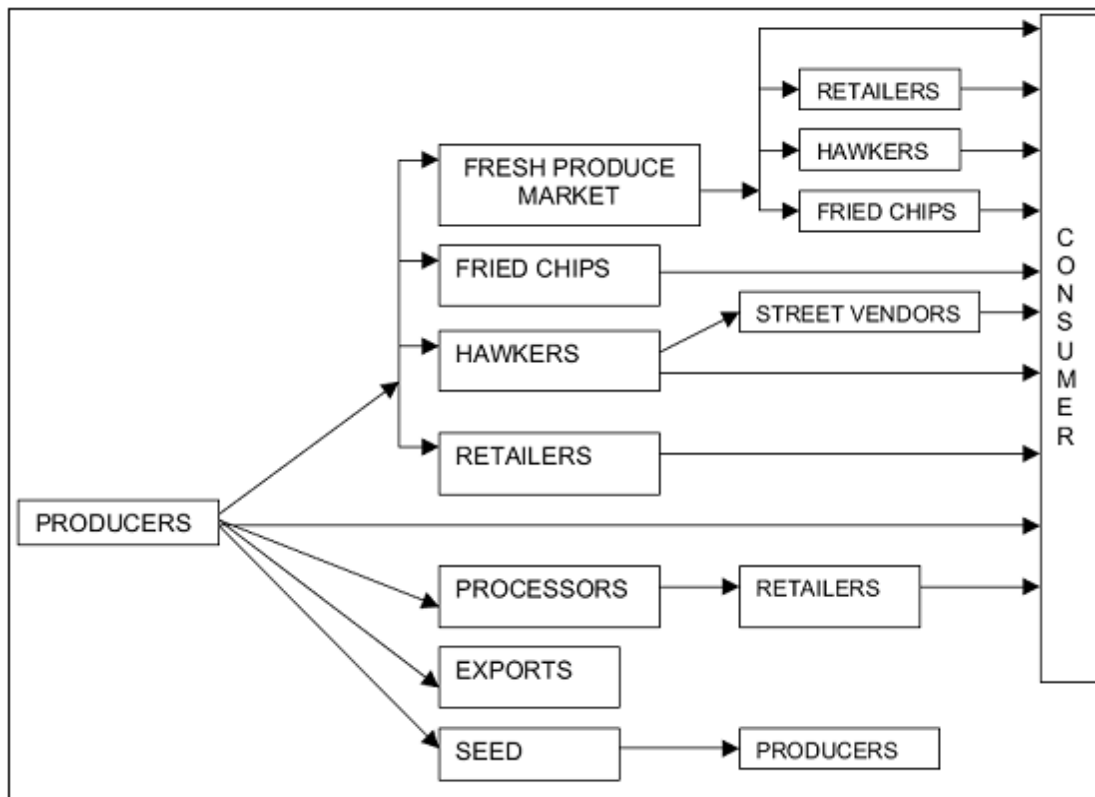 RETAILERS
HAWKERS
FRESH PRODUCE
MARKET
FRIED CHIPS
FRIED CHIPS
STREET VENDORS
HAWKERS
RETAILERS
PRODUCERS
PROCESSORS
RETAILERS
EXPORTS
SEED
PRODUCERS
C
O
N
S
U
M
E
R